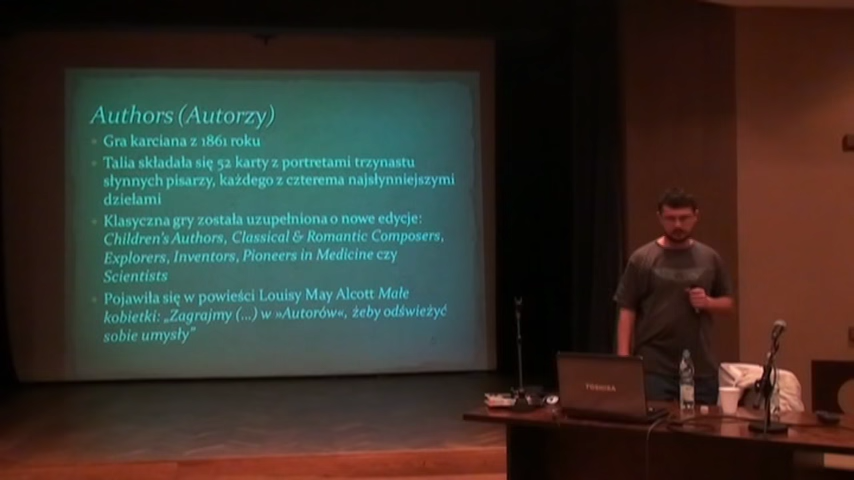 Authors (Autorzy)
Gra karciana z 1861 roku
Talia składała się 52 karty z portretami trzynastu
słynnych pisarzy, każdego z czterema najsłynniejszymi
dziełami
Klasyczna gry została uzupełniona o nowe edycje:
Children's Authors, Classical & Romantic Composers,
Explorers, Inventors, Pioneers in Medicine czy
Scientists
Pojawiła się w powieści Louisy May Alcott Małe
kobietki: „Zagrajmy (...) w »Autorów«, żeby odświeżyć
sobie umysły”
TOSHIBA